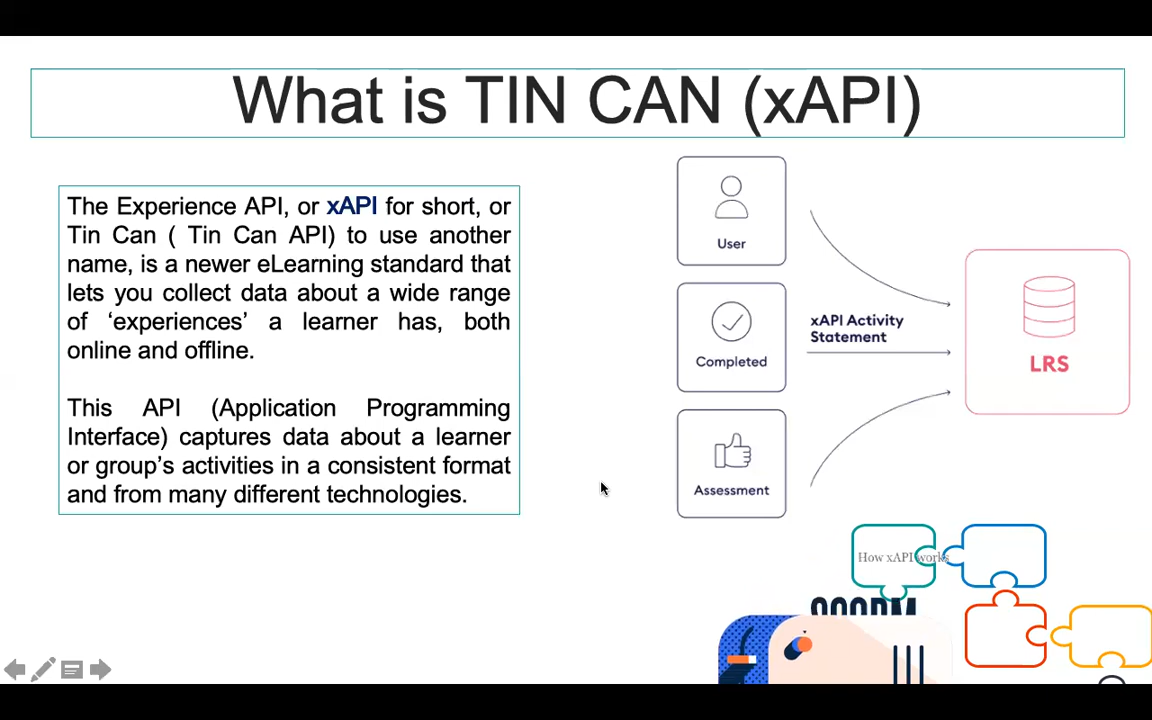 What is TIN CAN (xAPI)
The Experience API, or xAPI for short, or
Tin Can ( Tin Can API) to use another
name, is a newer eLearning standard that
lets you collect data about a wide range
of ‘experiences’ a learner has, both
online and offline.
This API (Application Programming
Interface) captures data about a learner
or group’s activities in a consistent format
and from many different technologies.
User
Completed
Assessment
xAPI Activity
Statement
LRS
How xAPI works